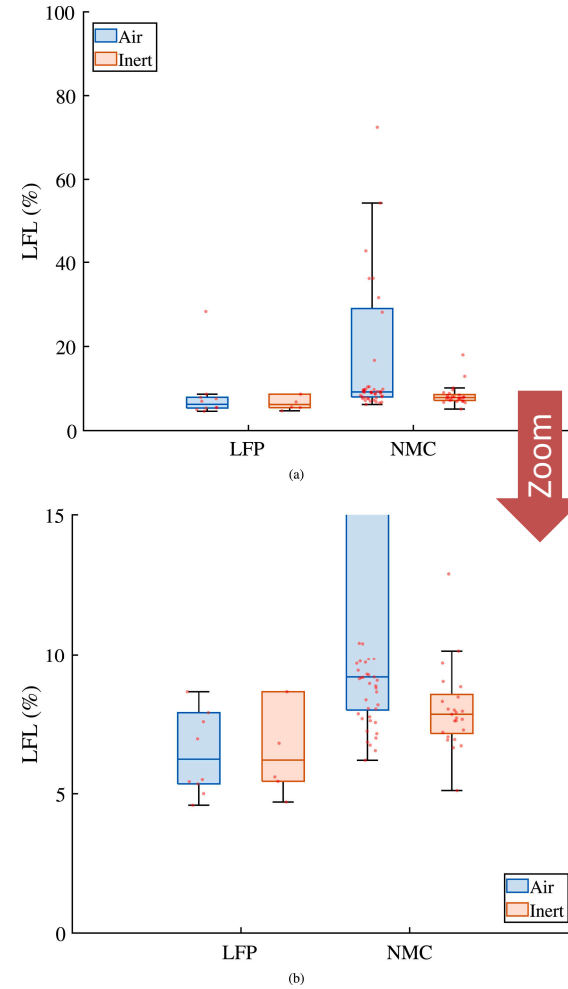 100
80
60
40
20
0
LFL (%)
Air
Inert
LFP
NMC
(a)
Zoom
15
10
5
0
LFL (%)
Air
Inert
LFP
NMC
(b)